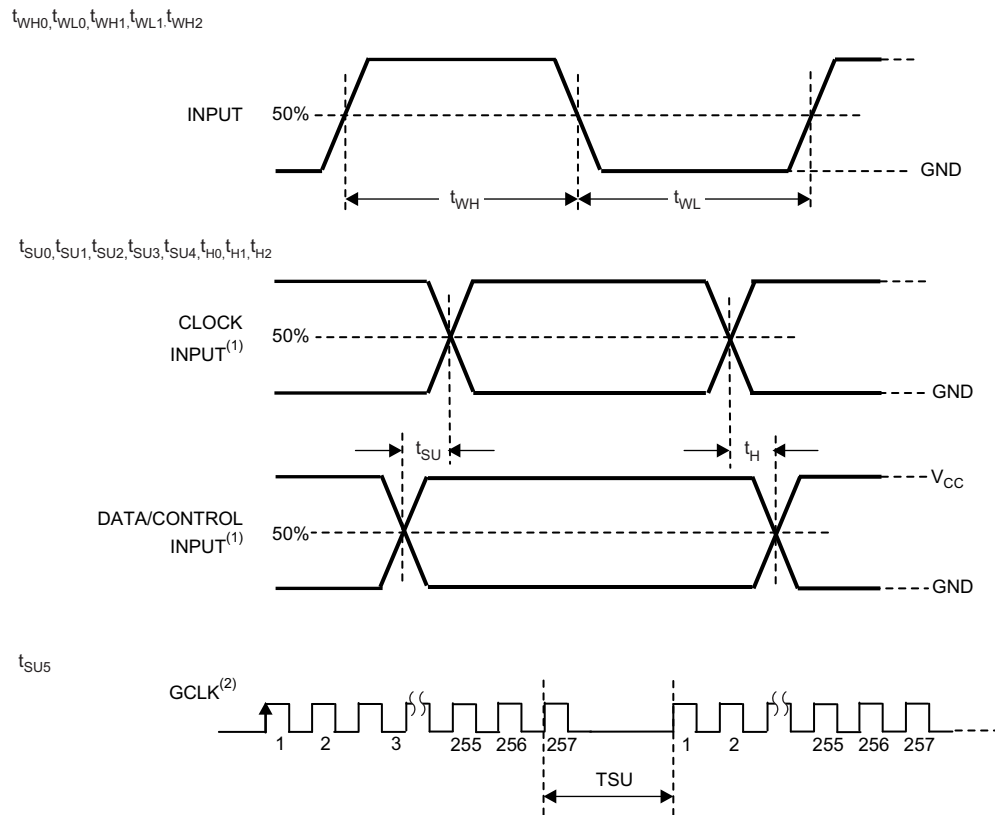 tWH0,tWL0,tWH1,tWL1,tWH2
INPUT
50%
GND
tWH
tWL
tSU0,tSU1,tSU2,tSU3,tSU4,tH0,tH1,tH2
CLOCK
INPUT(1)
50%
GND
tSU
tH
VCC
DATA/CONTROL
INPUT(1)
50%
GND
tSU5
GCLK(2)
1 2 3 255 256 257 1 2 255 256 257
TSU